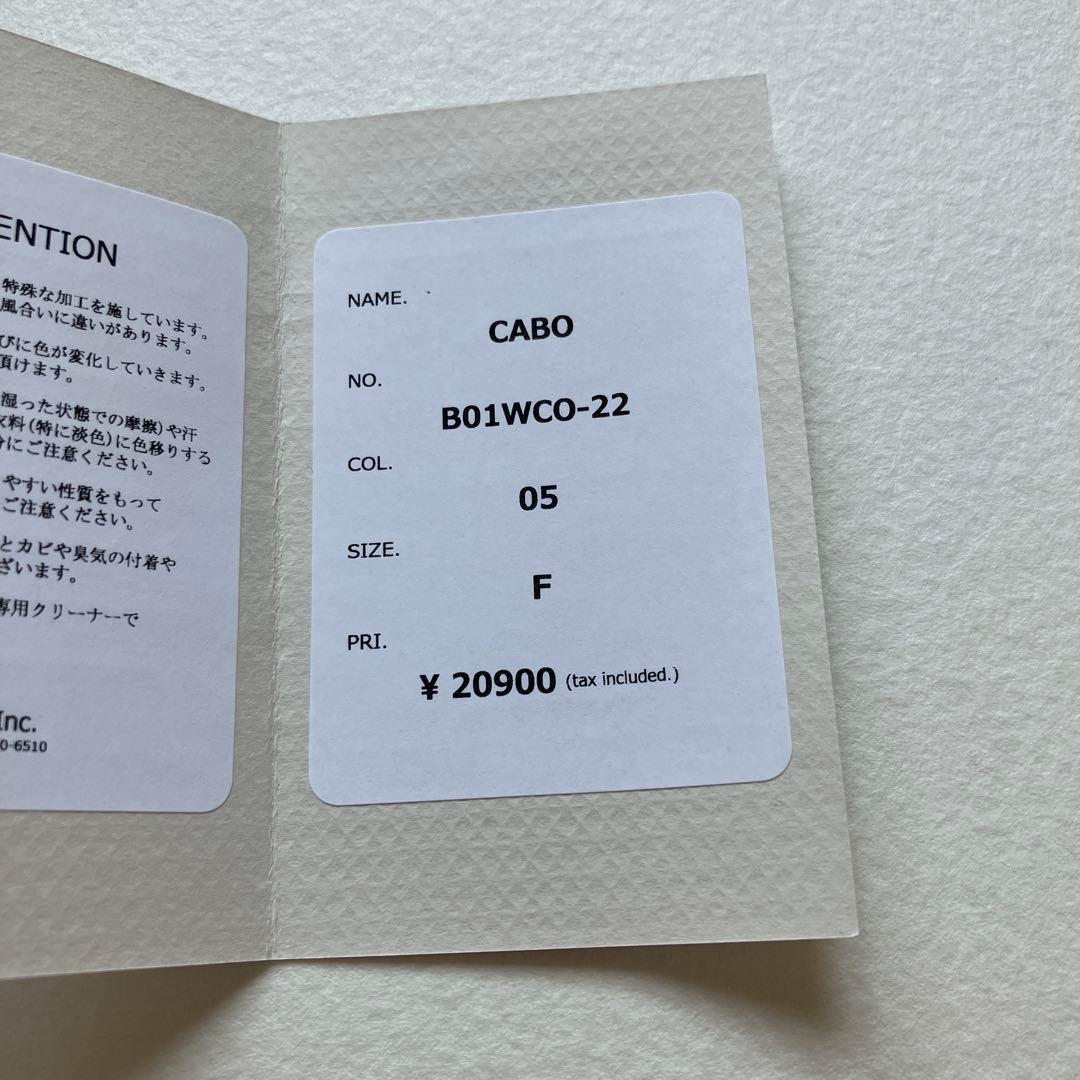 ENTION
特殊な加工を施しています。
風合いに違いがあります。
びに色が変化していきます。
頂けます。
湿った状態での摩擦)や汗
衣料(特に淡色)に色移りする
分にご注意ください。
やすい性質をもって
ご注意ください。
とカビや臭気の付着や
ざいます。
専用クリーナーで
Inc.
0-6510
NAME.
CABO
NO.
B01WCO-22
COL.
05
SIZE.
F
PRI.
¥ 20900 (tax included.)